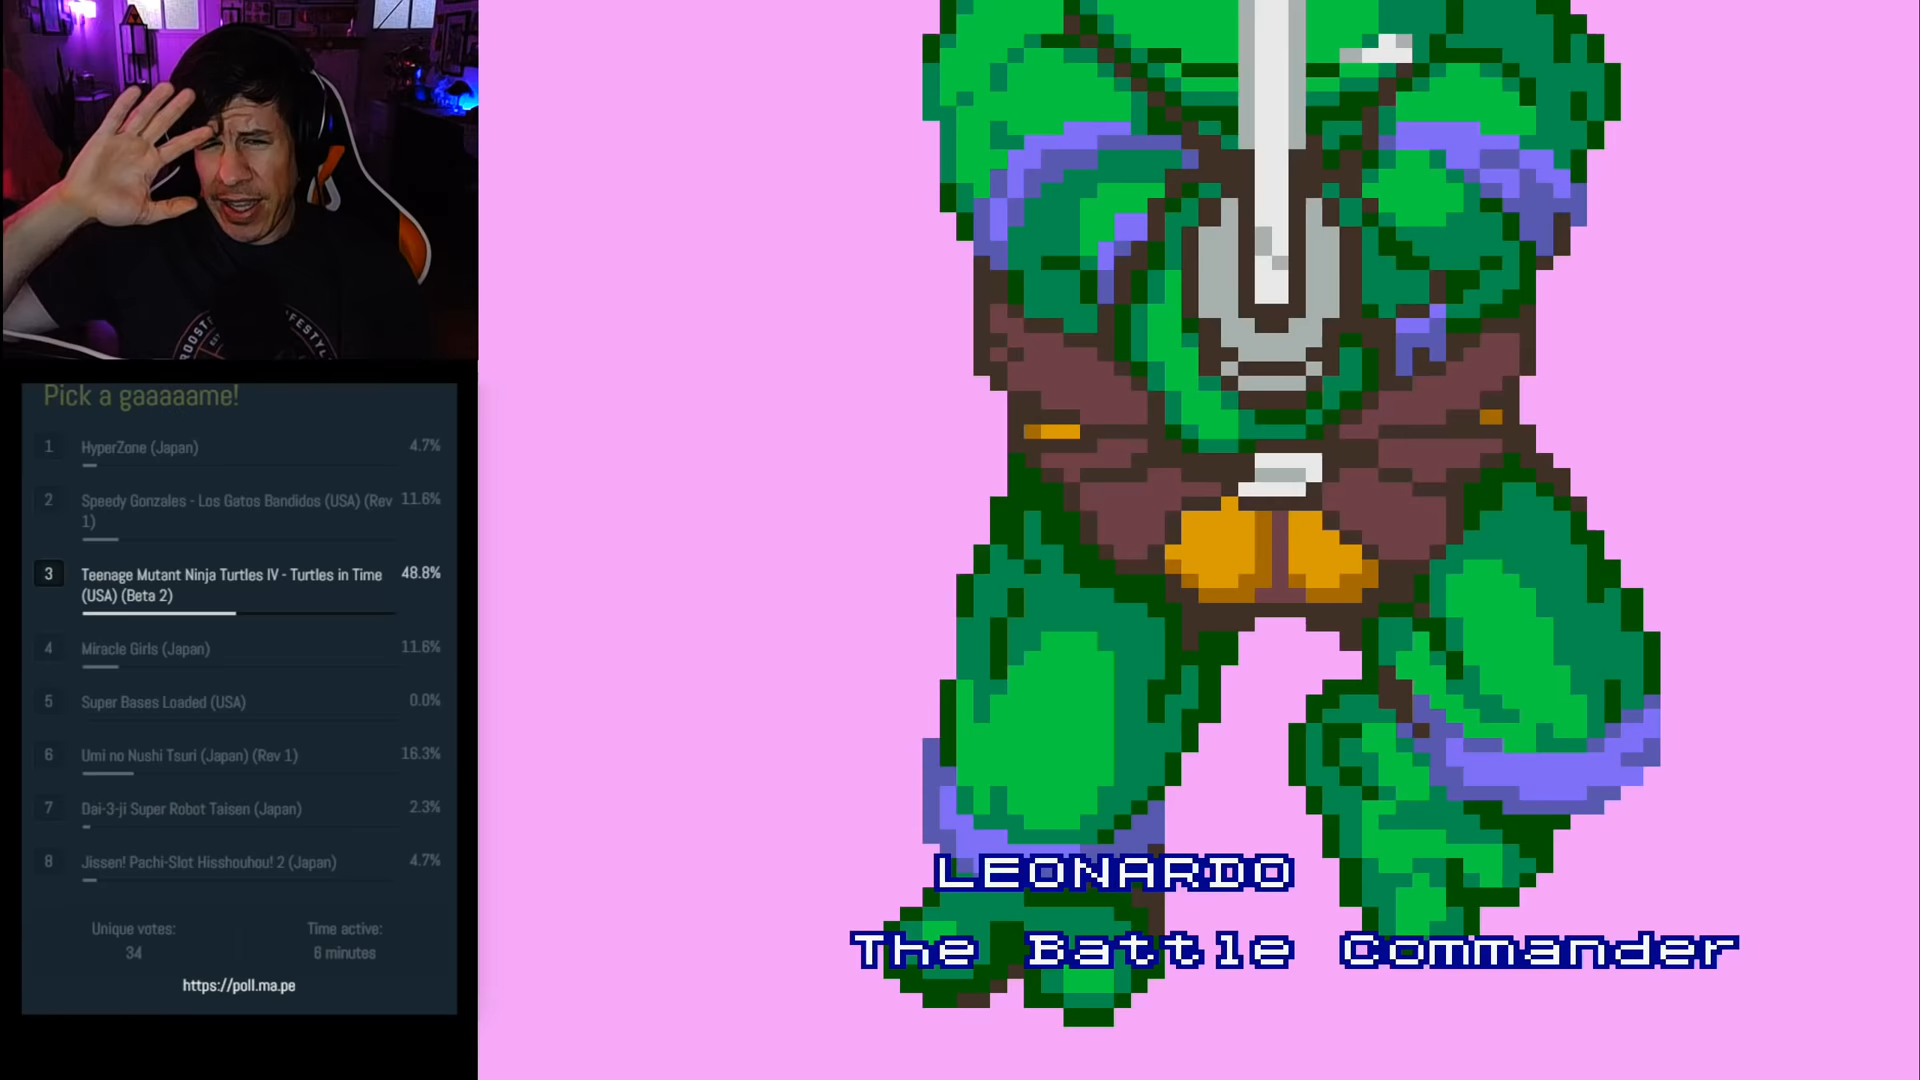 Pick a gaaaaame!
1 HyperZone (Japan) 4.7%
2 Speedy Gonzales - Los Gatos Bandidos (USA) (Rev 11.6%
1)
3 Teenage Mutant Ninja Turtles IV - Turtles in Time 48.8%
(USA) (Beta 2)
4 Miracle Girls (Japan) 11.6%
5 Super Bases Loaded (USA) 0.0%
6 Umi no Nushi Tsuri (Japan) (Rev 1) 16.3%
7 Dai-3-ji Super Robot Taisen (Japan) 2.3%
8 Jissen! Pachi-Slot Hisshouhou! 2 (Japan) 4.7%
Unique votes: Time active:
34 6 minutes
https://poll.ma.pe
LEONARDO
The Battle Commander